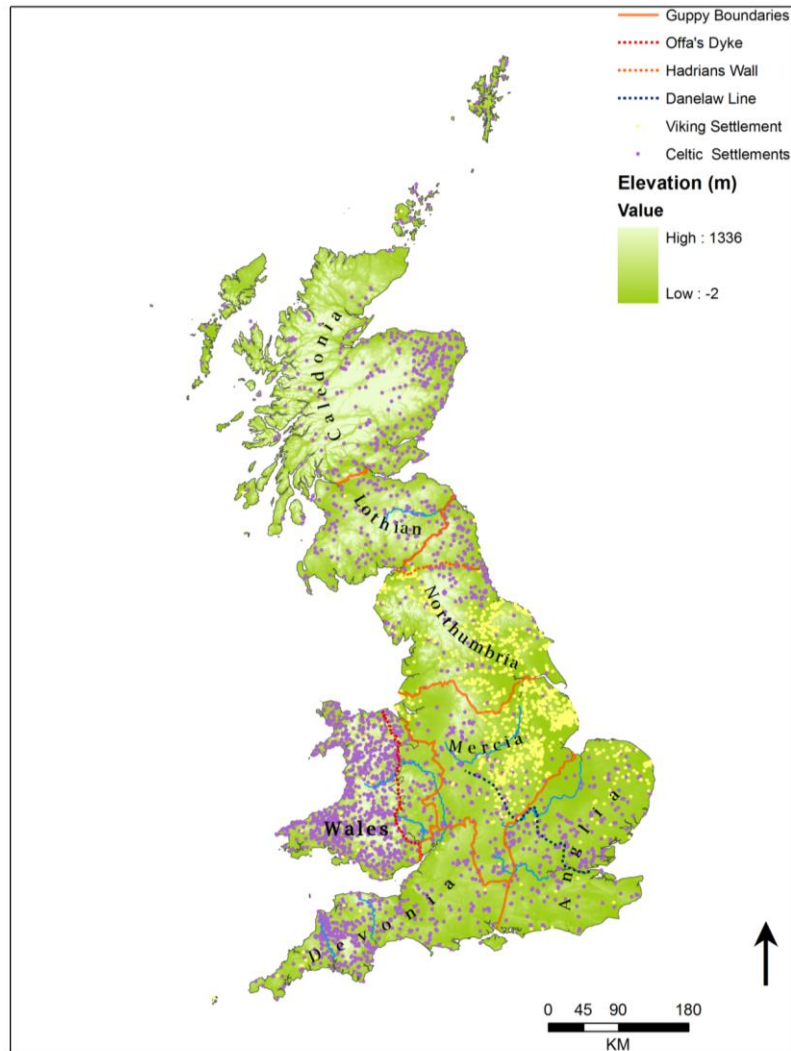 Guppy Boundaries
Offa's Dyke
Hadrians Wall
Danelaw Line
Viking Settlement
Celtic Settlements
Elevation (m)
Value
High : 1336
Low : -2
Caledonia
Lothian
Northumbria
Mercia
Wales
Anglia
Devonia
0 45 90 180
KM